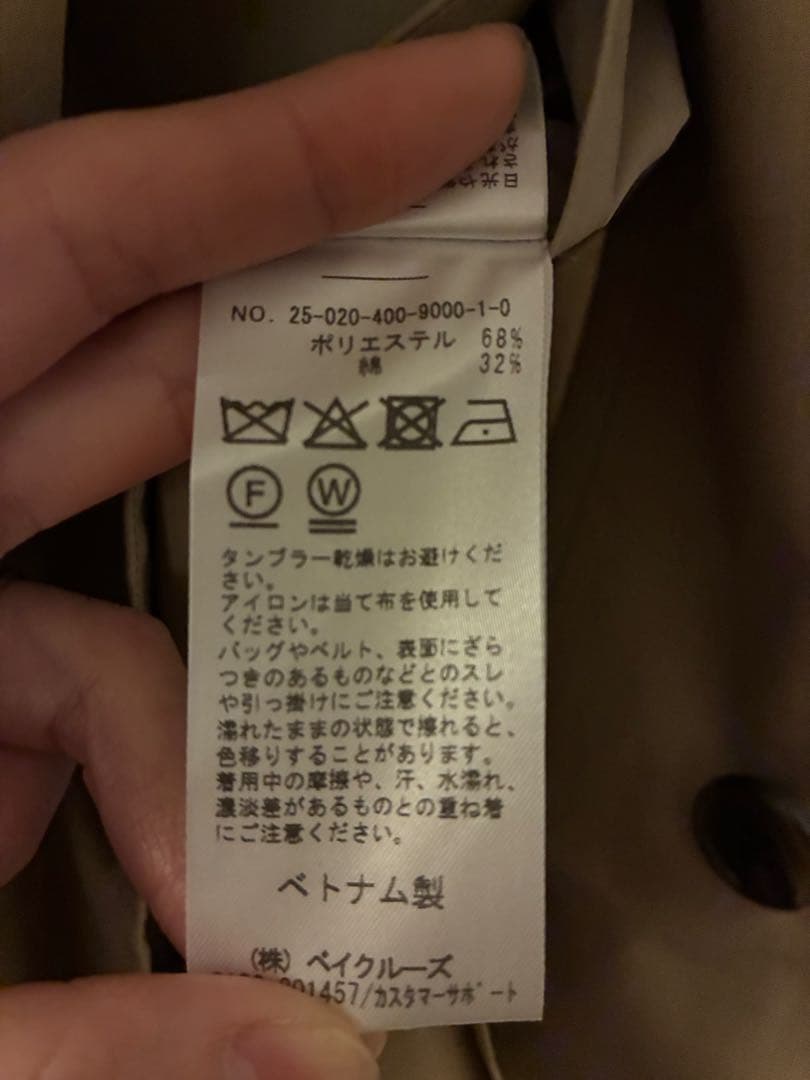 日光や
され
NO. 25-020-400-9000-1-0
ポリエステル 68%
綿 32%
F W
タンブラー乾燥はお避けくだ
さい。
アイロンは当て布を使用して
ください。
バッグやベルト、表面にざら
つきのあるものなどとのスレ
や引っ掛けにご注意ください。
濡れたままの状態で擦れると、
色移りすることがあります。
着用中の摩擦や、汗、水濡れ、
濃淡差があるものとの重ね着
にご注意ください。
ベトナム製
(株) ベイクルーズ
301457/カスタマーサポート